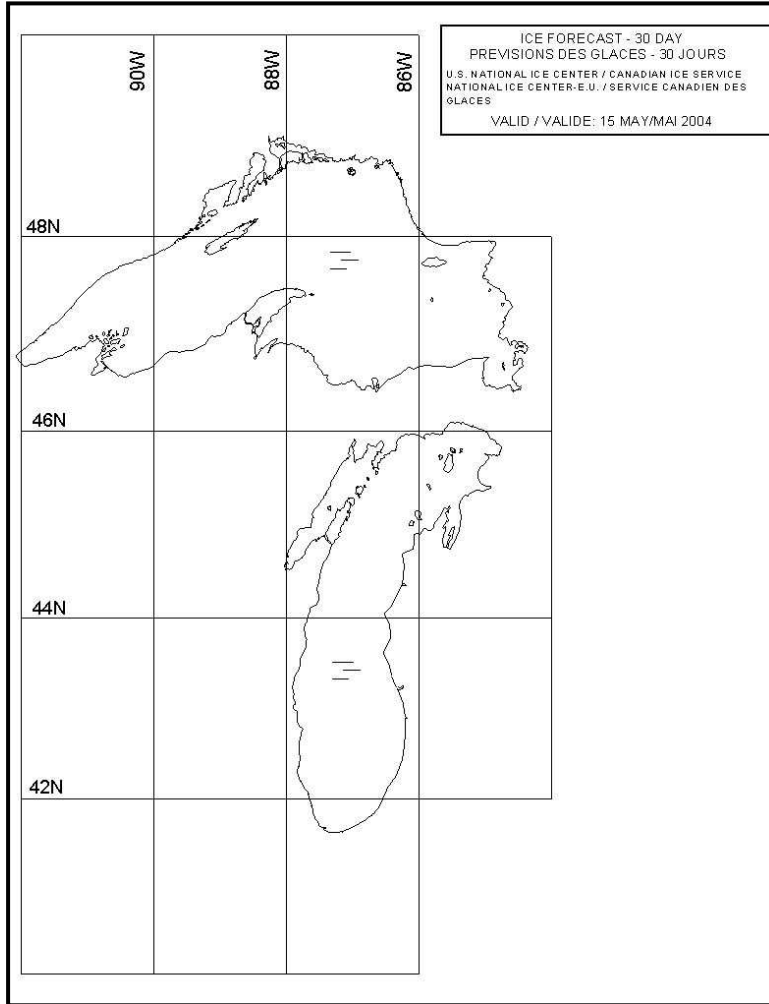 ICE FORECAST - 30 DAY
PREVISIONS DES GLACES - 30 JOURS
U.S. NATIONAL ICE CENTER / CANADIAN ICE SERVICE
NATIONAL ICE CENTER-E.U. / SERVICE CANADIEN DES
GLACES
VALID / VALIDE: 15 MAY/MAI 2004
90W
88W
86W
48N
46N
44N
42N